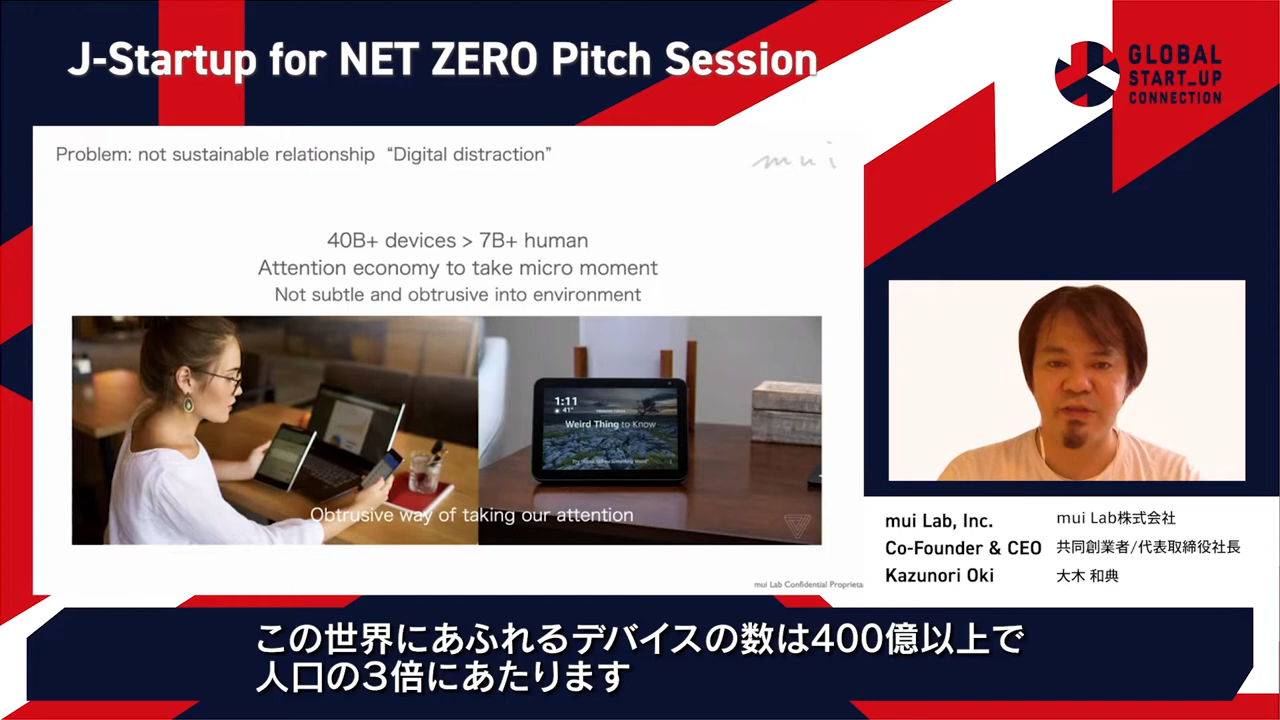 J-Startup for NET ZERO Pitch Session
GLOBAL
START_UP
CONNECTION
Problem: not sustainable relationship “Digital distraction”
mui
40B+ devices > 7B+ human
Attention economy to take micro moment
Not subtle and obtrusive into environment
1:11
41°
Weird Thing to Know
Obtrusive way of taking our attention
mui Lab Confidential Proprieta
mui Lab, Inc.
Co-Founder & CEO
Kazunori Oki
mui Lab株式会社
共同創業者/代表取締役社長
大木 和典
この世界にあふれるデバイスの数は400億以上で
人口の3倍にあたります